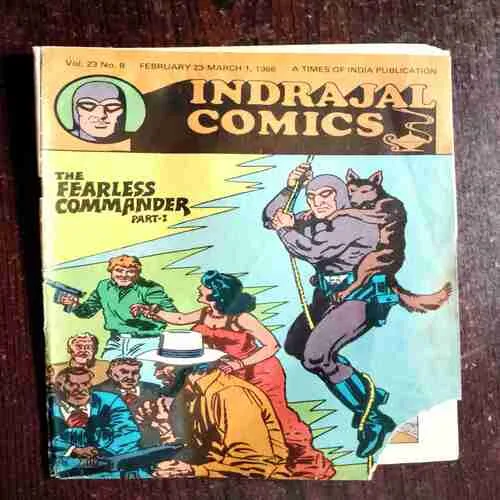 Vol. 23 No. 8 FEBRUARY 23-MARCH 1, 1986 A TIMES OF INDIA PUBLICATION
INDRAJAL
COMICS
THE
FEARLESS
COMMANDER
PART-I